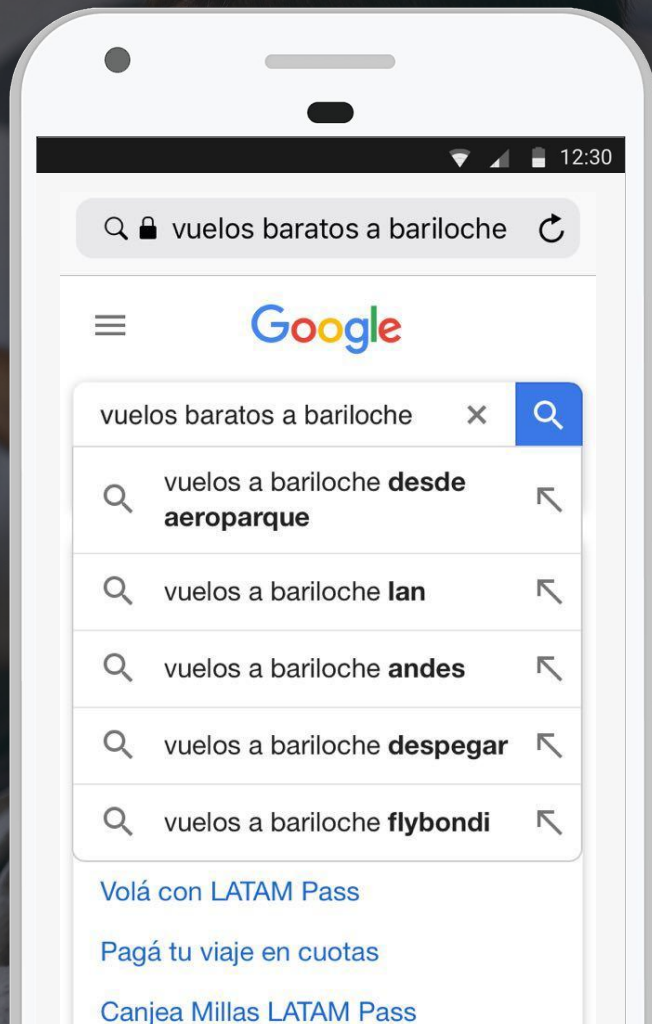 12:30
vuelos baratos a bariloche
Google
vuelos baratos a bariloche
vuelos a bariloche desde
aeroparque
vuelos a bariloche lan
vuelos a bariloche andes
vuelos a bariloche despegar
vuelos a bariloche flybondi
Volá con LATAM Pass
Pagá tu viaje en cuotas
Canjea Millas LATAM Pass